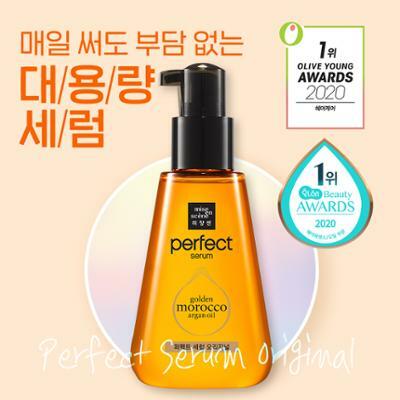 매일 써도 부담 없는
대/용/량
세/럼
1위
OLIVE YOUNG
AWARDS
2020
헤어케어
1위
Qoo10 Beauty
AWARDS
2020
mise
en
scène
미쟝센
perfect
serum
golden
morocco
argan oil
퍼펙트 세럼 오리지널
Perfect Serum Original